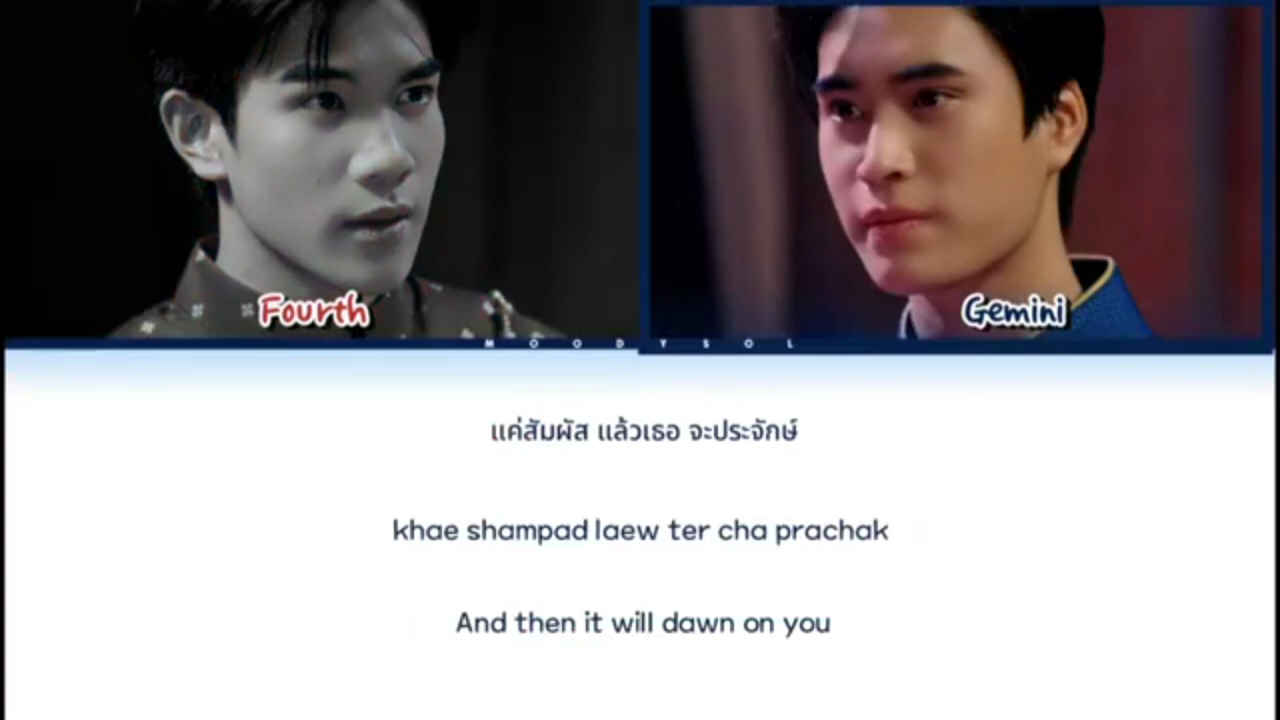 Fourth
Gemini
MOODYSOL
แค่สัมผัส แล้วเธอ จะประจักษ์
khae shampad laew ter cha prachak
And then it will dawn on you